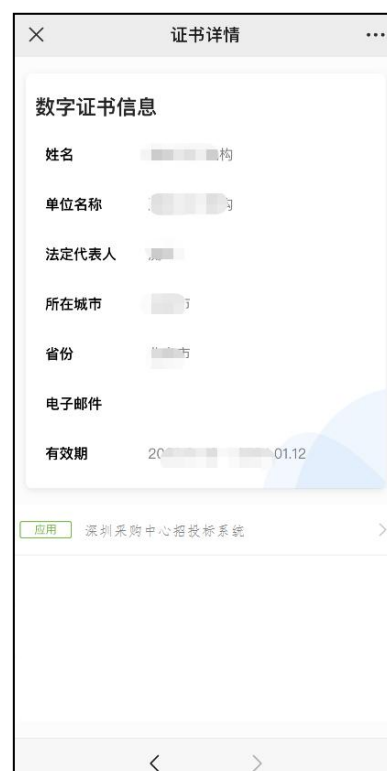 证书详情
数字证书信息
姓名 构
单位名称
法定代表人
所在城市
省份 市
电子邮件
有效期 20 01.12
应用 深圳采购中心招投标系统